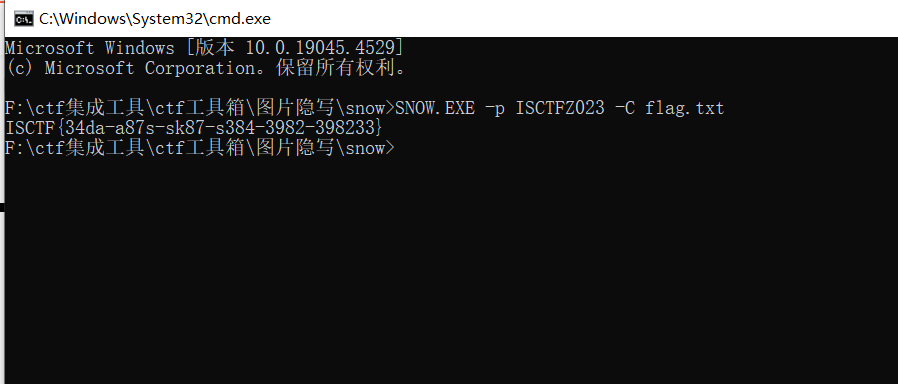 C:\Windows\System32\cmd.exe
Microsoft Windows [版本 10.0.19045.4529]
(c) Microsoft Corporation。保留所有权利。
F:\ctf集成工具\ctf工具箱\图片隐写\snow>SNOW.EXE -p ISCTFZ023 -C flag.txt
ISCTF{34da-a87s-sk87-s384-3982-398233}
F:\ctf集成工具\ctf工具箱\图片隐写\snow>